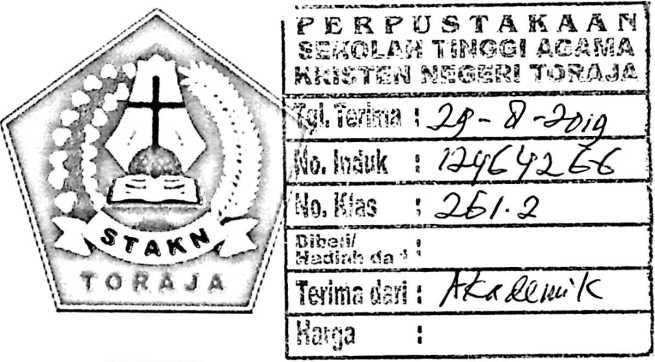 STAKN
TORAJA
PERPUSTAKAAN
SEKOLAH TINGGI AGAMA
KRISTEN NEGERI TORAJA
Tgl. Terima : 29-8-2019
No. Induk : 12464266
No. Klas : 261.2
Dibeli/
Hadiah dari :
Terima dari : Akademik
Harga :